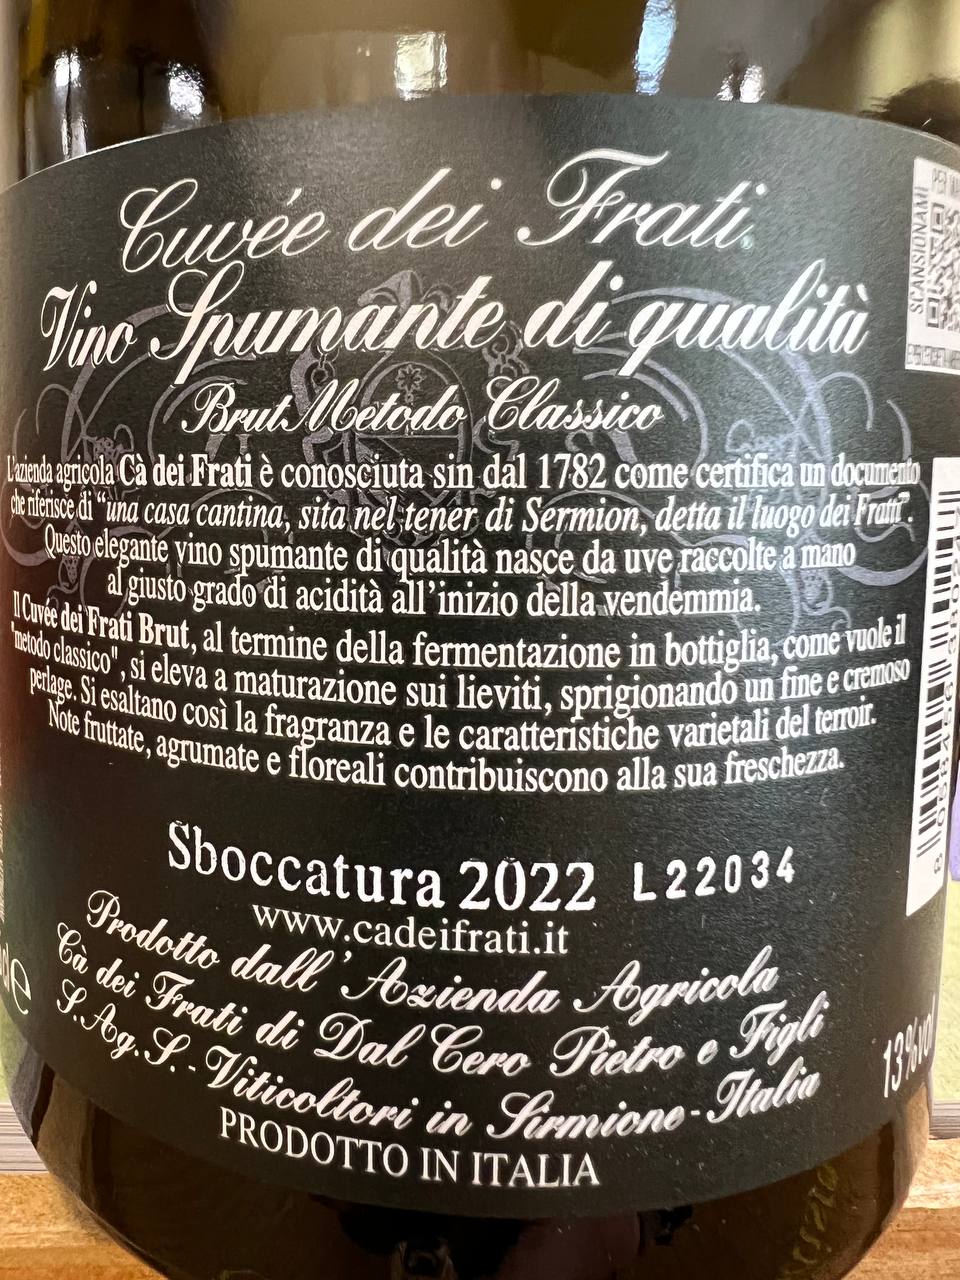 Cuvée dei Frati
Vino Spumante di qualità
Brut Metodo Classico
L'azienda agricola Cà dei Frati è conosciuta sin dal 1782 come certifica un documento
che riferisce di "una casa cantina, sita nel tener di Sermion, detta il luogo dei Fratti".
Questo elegante vino spumante di qualità nasce da uve raccolte a mano
al giusto grado di acidità all'inizio della vendemmia.
Il Cuvée dei Frati Brut, al termine della fermentazione in bottiglia, come vuole il
"metodo classico", si eleva a maturazione sui lieviti, sprigionando un fine e cremoso
perlage. Si esaltano così la fragranza e le caratteristiche varietali del terroir.
Note fruttate, agrumate e floreali contribuiscono alla sua freschezza.
Sboccatura 2022 L22034
www.cadeifrati.it
Prodotto dall'Azienda Agricola
Cà dei Frati di Dal Cero Pietro e Figli
S.Ag.S.-Viticoltori in Sirmione-Italia
PRODOTTO IN ITALIA
SCANSIONAMI
13%vol